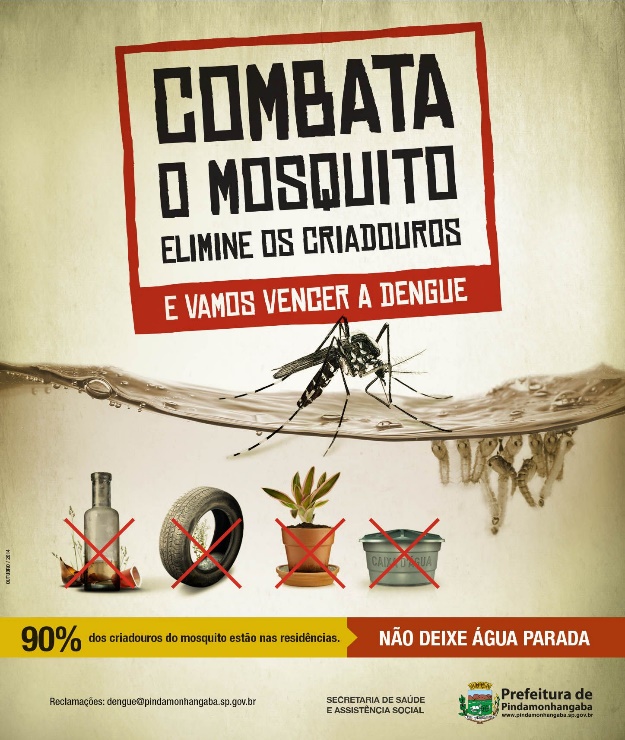 COMBATA
O MOSQUITO
ELIMINE OS CRIADOUROS
E VAMOS VENCER A DENGUE
CAIXA D'ÁGUA
OUTUBRO / 2014
90% dos criadouros do mosquito estão nas residências.
NÃO DEIXE ÁGUA PARADA
Reclamações: dengue@pindamonhangaba.sp.gov.br
SECRETARIA DE SAÚDE
E ASSISTÊNCIA SOCIAL
Prefeitura de
Pindamonhangaba
www.pindamonhangaba.sp.gov.br